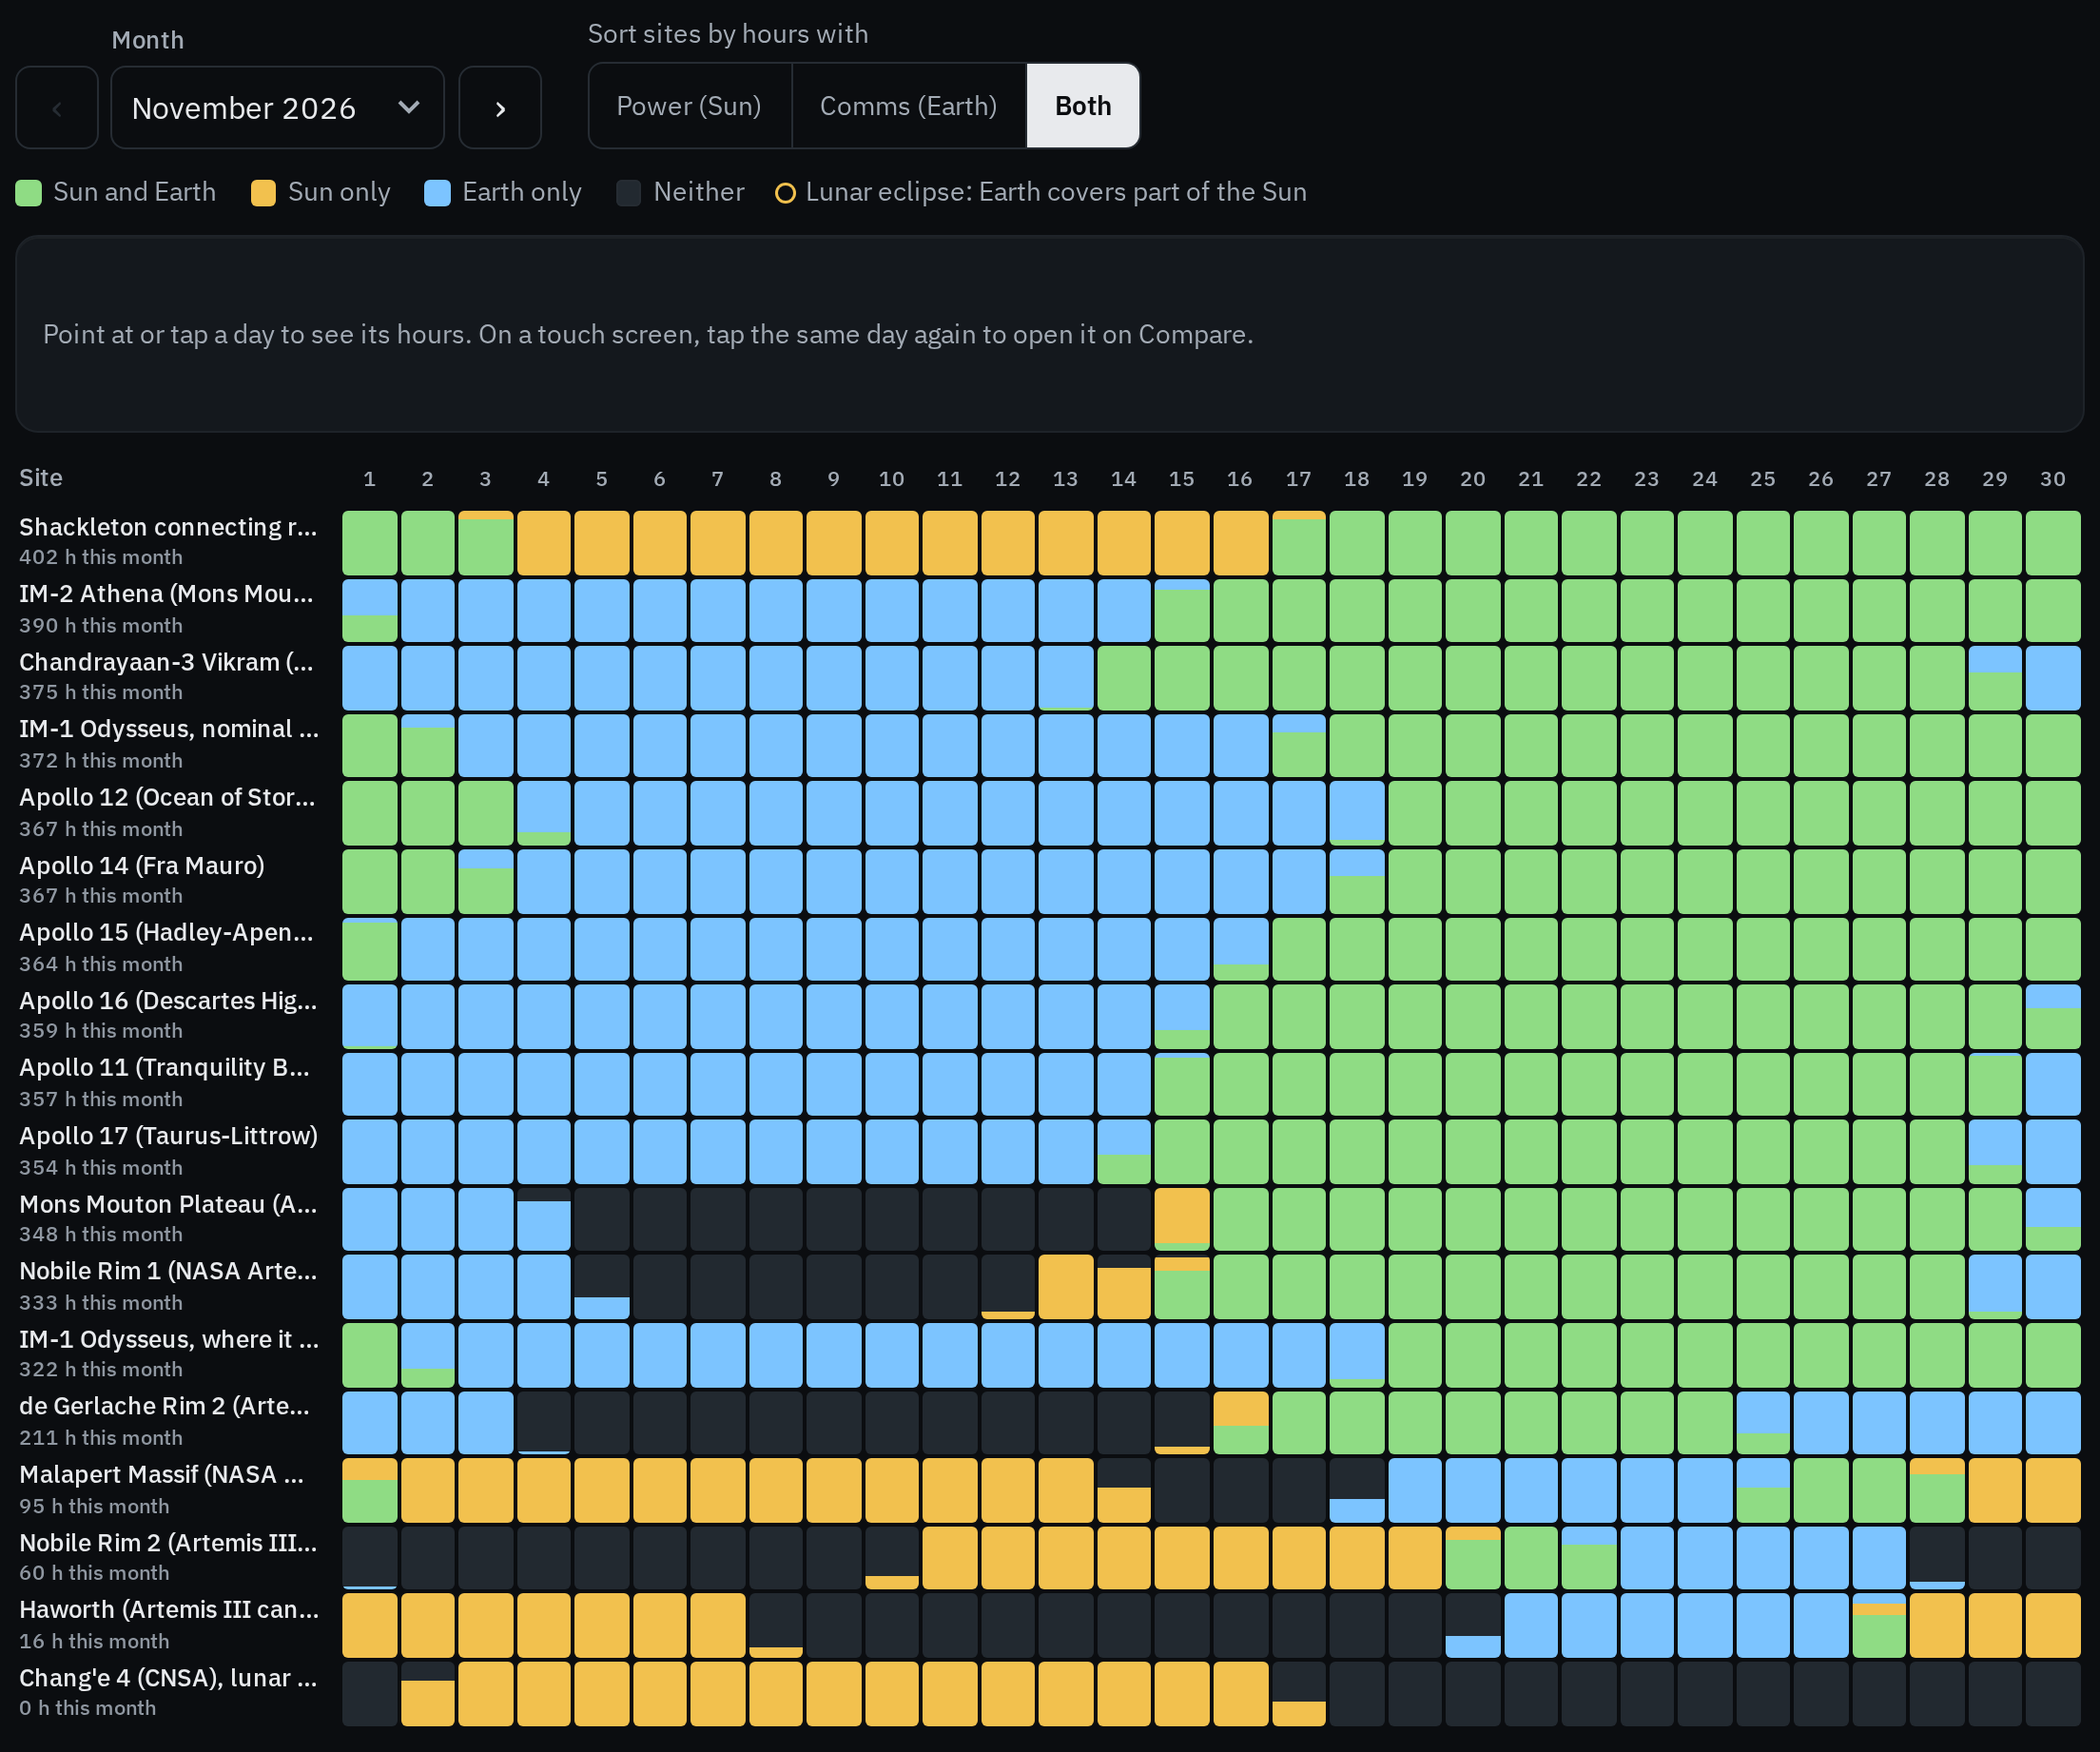 Month
Sort sites by hours with
‹
November 2026
›
Power (Sun) Comms (Earth) Both
Sun and Earth Sun only Earth only Neither Lunar eclipse: Earth covers part of the Sun
Point at or tap a day to see its hours. On a touch screen, tap the same day again to open it on Compare.
Site 1 2 3 4 5 6 7 8 9 10 11 12 13 14 15 16 17 18 19 20 21 22 23 24 25 26 27 28 29 30
Shackleton connecting r...
402 h this month
IM-2 Athena (Mons Mou...
390 h this month
Chandrayaan-3 Vikram (...
375 h this month
IM-1 Odysseus, nominal ...
372 h this month
Apollo 12 (Ocean of Stor...
367 h this month
Apollo 14 (Fra Mauro)
367 h this month
Apollo 15 (Hadley-Apen...
364 h this month
Apollo 16 (Descartes Hig...
359 h this month
Apollo 11 (Tranquility B...
357 h this month
Apollo 17 (Taurus-Littrow)
354 h this month
Mons Mouton Plateau (A...
348 h this month
Nobile Rim 1 (NASA Arte...
333 h this month
IM-1 Odysseus, where it ...
322 h this month
de Gerlache Rim 2 (Arte...
211 h this month
Malapert Massif (NASA ...
95 h this month
Nobile Rim 2 (Artemis III...
60 h this month
Haworth (Artemis III can...
16 h this month
Chang'e 4 (CNSA), lunar ...
0 h this month